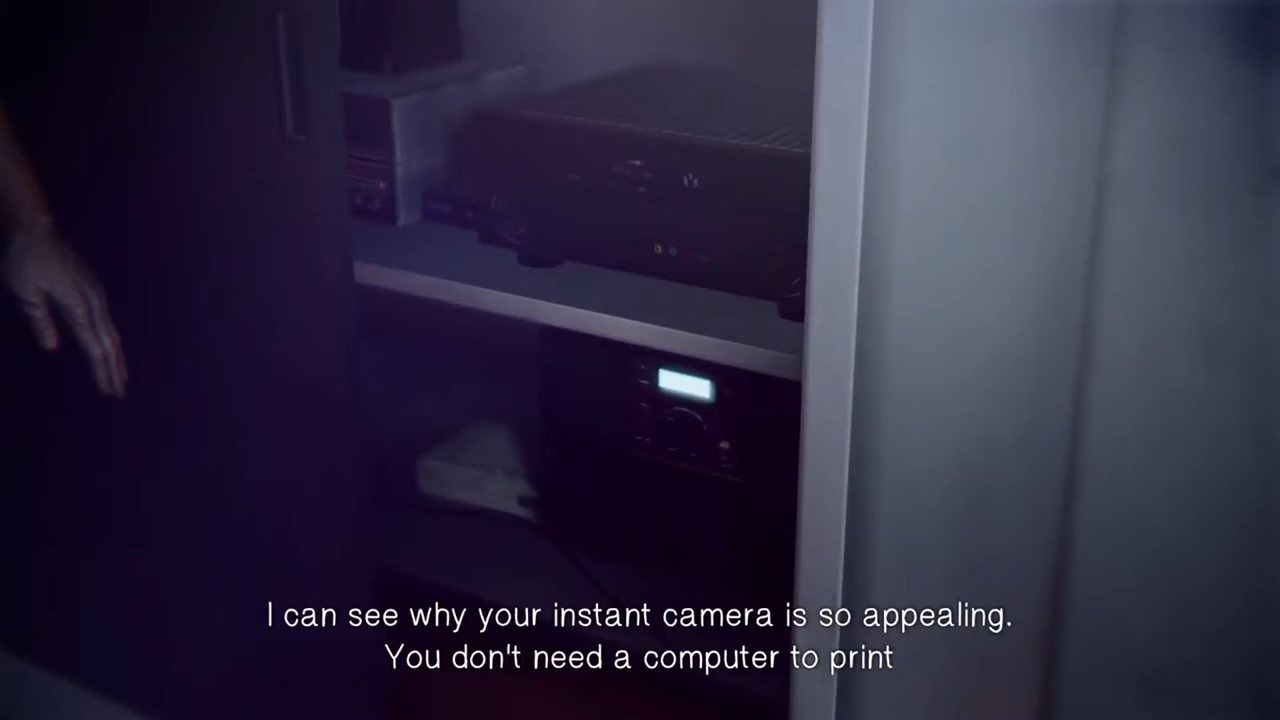 I can see why your instant camera is so appealing.
You don't need a computer to print